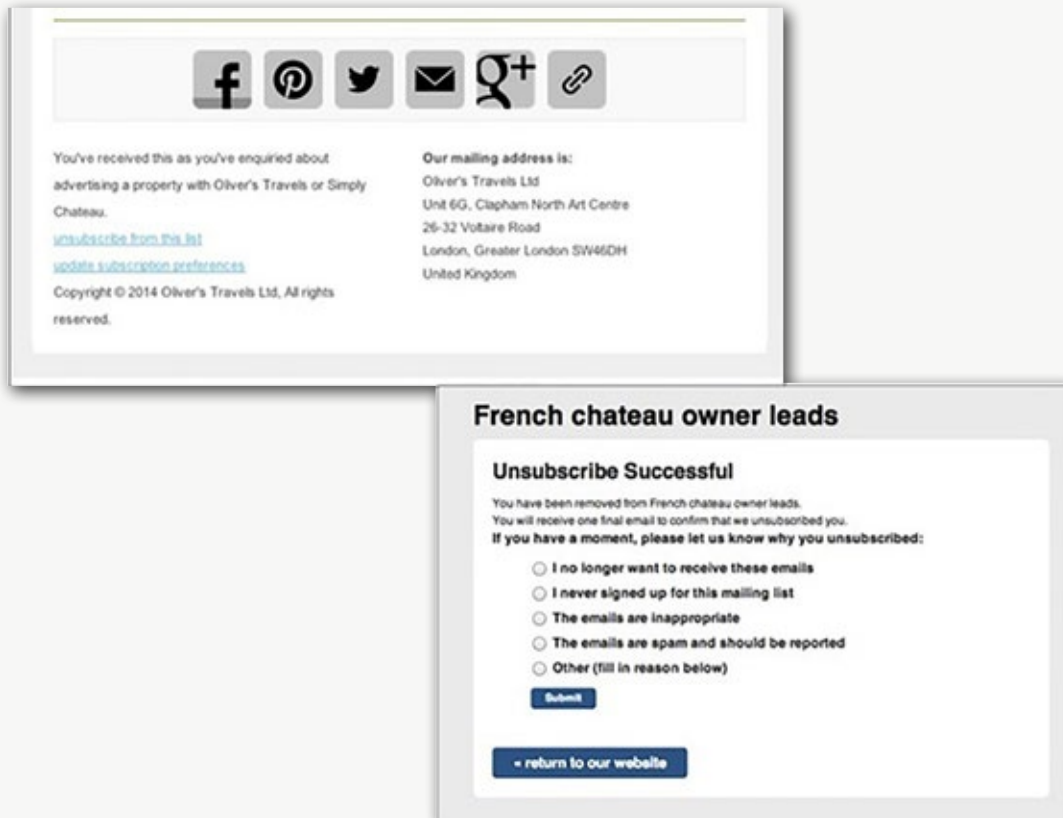 You've received this as you've enquired about
advertising a property with Oliver's Travels or Simply
Chateau.
unsubscribe from this list
update subscription preferences
Copyright © 2014 Oliver's Travels Ltd, All rights
reserved.
Our mailing address is:
Oliver's Travels Ltd
Unit 6G, Clapham North Art Centre
26-32 Voltaire Road
London, Greater London SW46DH
United Kingdom
French chateau owner leads
Unsubscribe Successful
You have been removed from French chateau owner leads.
You will receive one final email to confirm that we unsubscribed you.
If you have a moment, please let us know why you unsubscribed:
I no longer want to receive these emails
I never signed up for this mailing list
The emails are inappropriate
The emails are spam and should be reported
Other (fill in reason below)
Submit
« return to our website